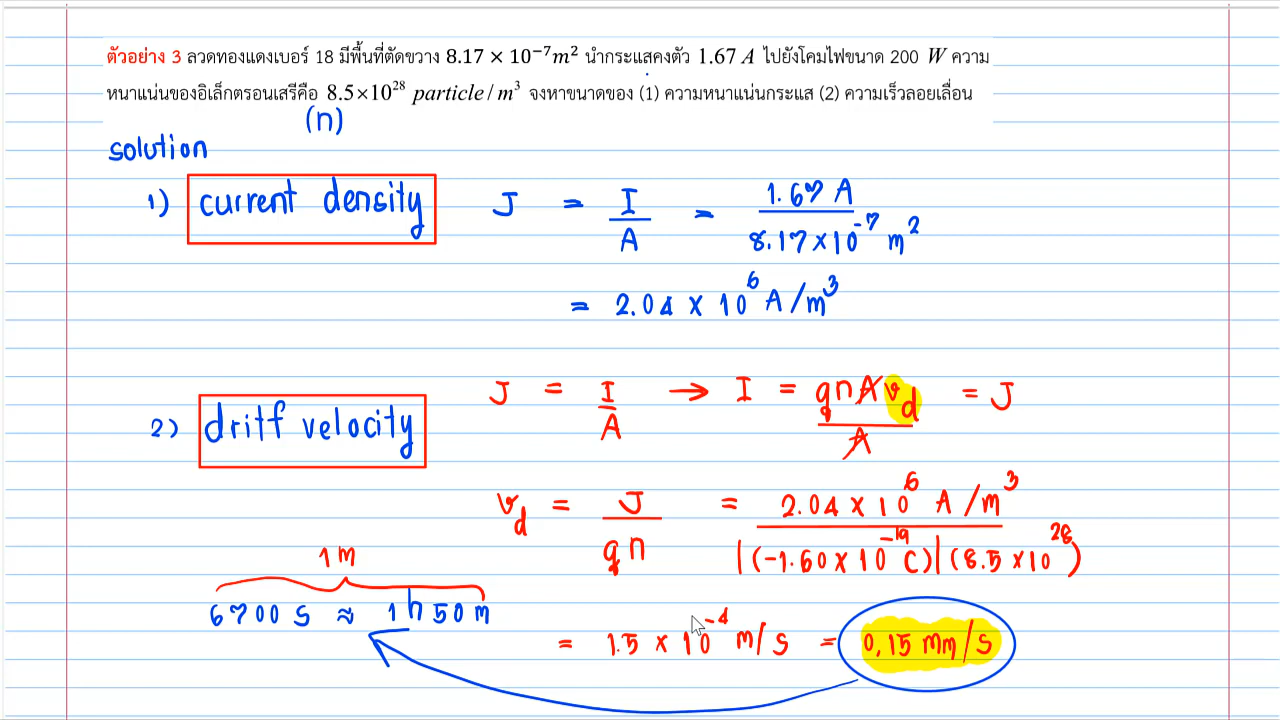 ตัวอย่าง 3 ลวดทองแดงเบอร์ 18 มีพื้นที่ตัดขวาง 8.17 × 10⁻⁷m² นำกระแสคงตัว 1.67 A ไปยังโคมไฟขนาด 200 W ความ
หนาแน่นของอิเล็กตรอนเสรีคือ 8.5×10²⁸ particle/m³ จงหาขนาดของ (1) ความหนาแน่นกระแส (2) ความเร็วลอยเลื่อน
(n)
solution
1) current density J = I/A = 1.67 A / 8.17×10⁻⁷ m²
= 2.04 × 10⁶ A/m³
2) dritf velocity J = I/A → I = qnAv_d / A = J
v_d = J/qn = 2.04 × 10⁶ A/m³ / |(-1.60×10⁻¹⁹ C)|(8.5×10²⁸)
1 m
6700 s ≈ 1h 50 m
= 1.5 × 10⁻⁴ m/s = 0,15 mm/s